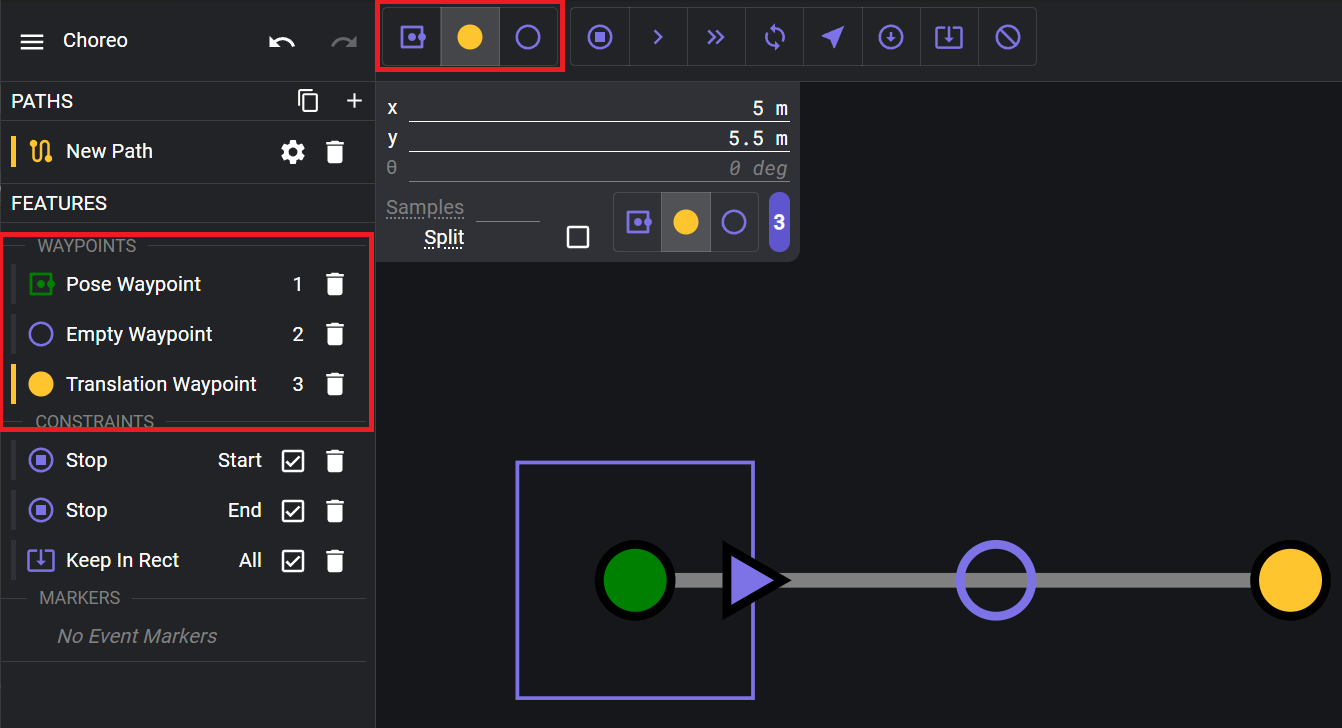 Choreo
PATHS
New Path
FEATURES
WAYPOINTS
Pose Waypoint 1
Empty Waypoint 2
Translation Waypoint 3
CONSTRAINTS
Stop Start
Stop End
Keep In Rect All
MARKERS
No Event Markers
x 5 m
y 5.5 m
θ 0 deg
Samples
Split
3